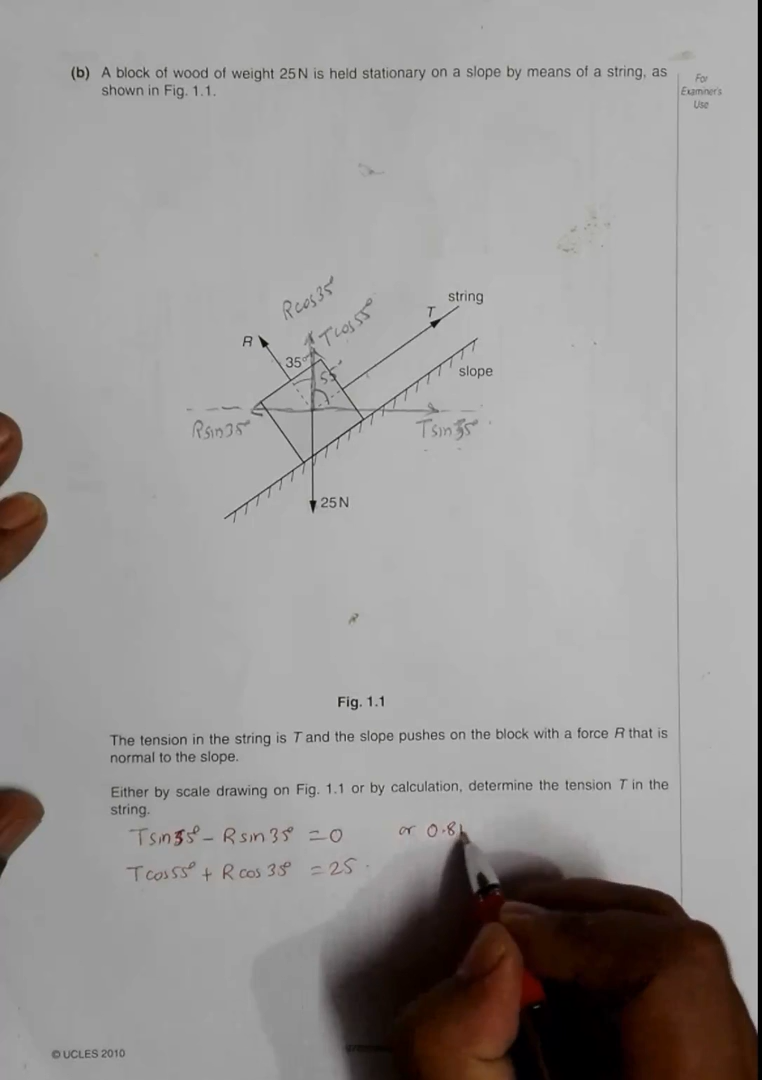 (b) A block of wood of weight 25 N is held stationary on a slope by means of a string, as
shown in Fig. 1.1.
For
Examiner's
Use
Rcos35°
Tcos55°
string
T
R
35°
55°
slope
Rsin35°
Tsin55°
25 N
Fig. 1.1
The tension in the string is T and the slope pushes on the block with a force R that is
normal to the slope.
Either by scale drawing on Fig. 1.1 or by calculation, determine the tension T in the
string.
Tsin55° – Rsin35° = 0 or 0.8
Tcos55° + Rcos35° = 25
© UCLES 2010